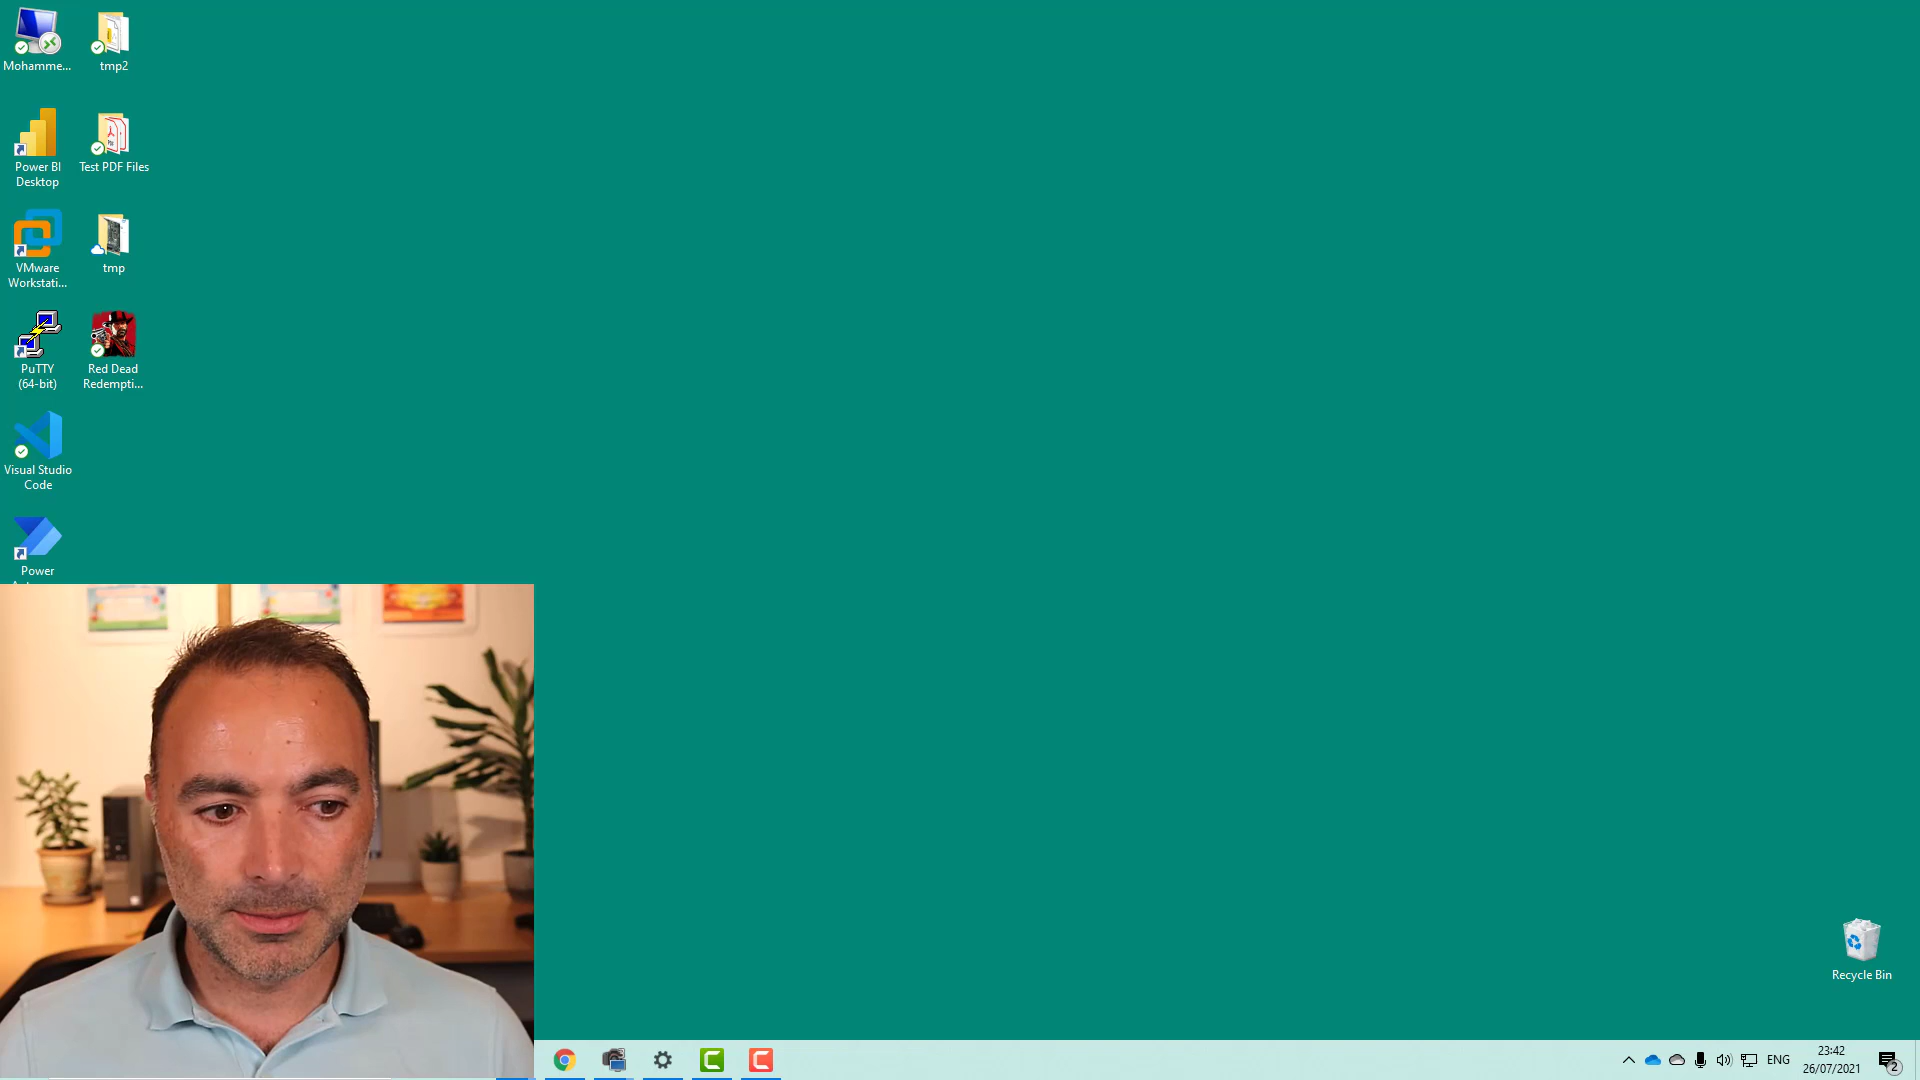 Mohamme...
tmp2
Power BI
Desktop
Test PDF Files
VMware
Workstati...
tmp
PuTTY
(64-bit)
Red Dead
Redempti...
Visual Studio
Code
Power
Recycle Bin
ENG
23:42
26/07/2021
2